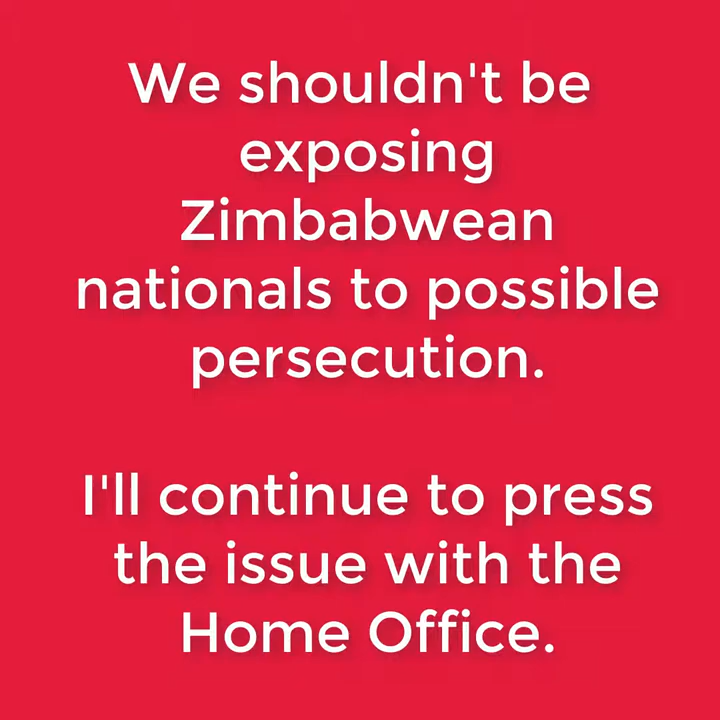 We shouldn't be
exposing
Zimbabwean
nationals to possible
persecution.
I'll continue to press
the issue with the
Home Office.